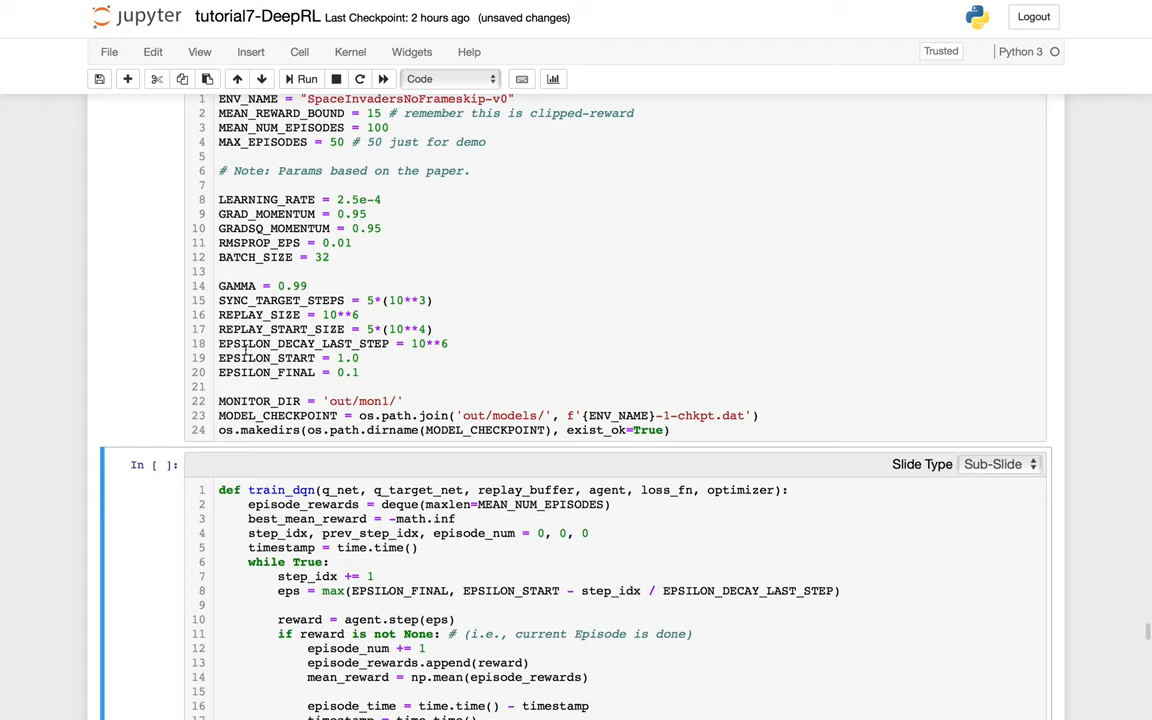 jupyter tutorial7-DeepRL Last Checkpoint: 2 hours ago (unsaved changes)
Logout
File Edit View Insert Cell Kernel Widgets Help
Trusted
Python 3
Run
Code
1 ENV_NAME = "SpaceInvadersNoFrameskip-v0"
2 MEAN_REWARD_BOUND = 15 # remember this is clipped-reward
3 MEAN_NUM_EPISODES = 100
4 MAX_EPISODES = 50 # 50 just for demo
5
6 # Note: Params based on the paper.
7
8 LEARNING_RATE = 2.5e-4
9 GRAD_MOMENTUM = 0.95
10 GRADSQ_MOMENTUM = 0.95
11 RMSPROP_EPS = 0.01
12 BATCH_SIZE = 32
13
14 GAMMA = 0.99
15 SYNC_TARGET_STEPS = 5*(10**3)
16 REPLAY_SIZE = 10**6
17 REPLAY_START_SIZE = 5*(10**4)
18 EPSILON_DECAY_LAST_STEP = 10**6
19 EPSILON_START = 1.0
20 EPSILON_FINAL = 0.1
21
22 MONITOR_DIR = 'out/mon1/'
23 MODEL_CHECKPOINT = os.path.join('out/models/', f'{ENV_NAME}-1-chkpt.dat')
24 os.makedirs(os.path.dirname(MODEL_CHECKPOINT), exist_ok=True)
In [ ]:
Slide Type Sub-Slide
1 def train_dqn(q_net, q_target_net, replay_buffer, agent, loss_fn, optimizer):
2 episode_rewards = deque(maxlen=MEAN_NUM_EPISODES)
3 best_mean_reward = -math.inf
4 step_idx, prev_step_idx, episode_num = 0, 0, 0
5 timestamp = time.time()
6 while True:
7 step_idx += 1
8 eps = max(EPSILON_FINAL, EPSILON_START - step_idx / EPSILON_DECAY_LAST_STEP)
9
10 reward = agent.step(eps)
11 if reward is not None: # (i.e., current Episode is done)
12 episode_num += 1
13 episode_rewards.append(reward)
14 mean_reward = np.mean(episode_rewards)
15
16 episode_time = time.time() - timestamp
17 timestamp = time.time()